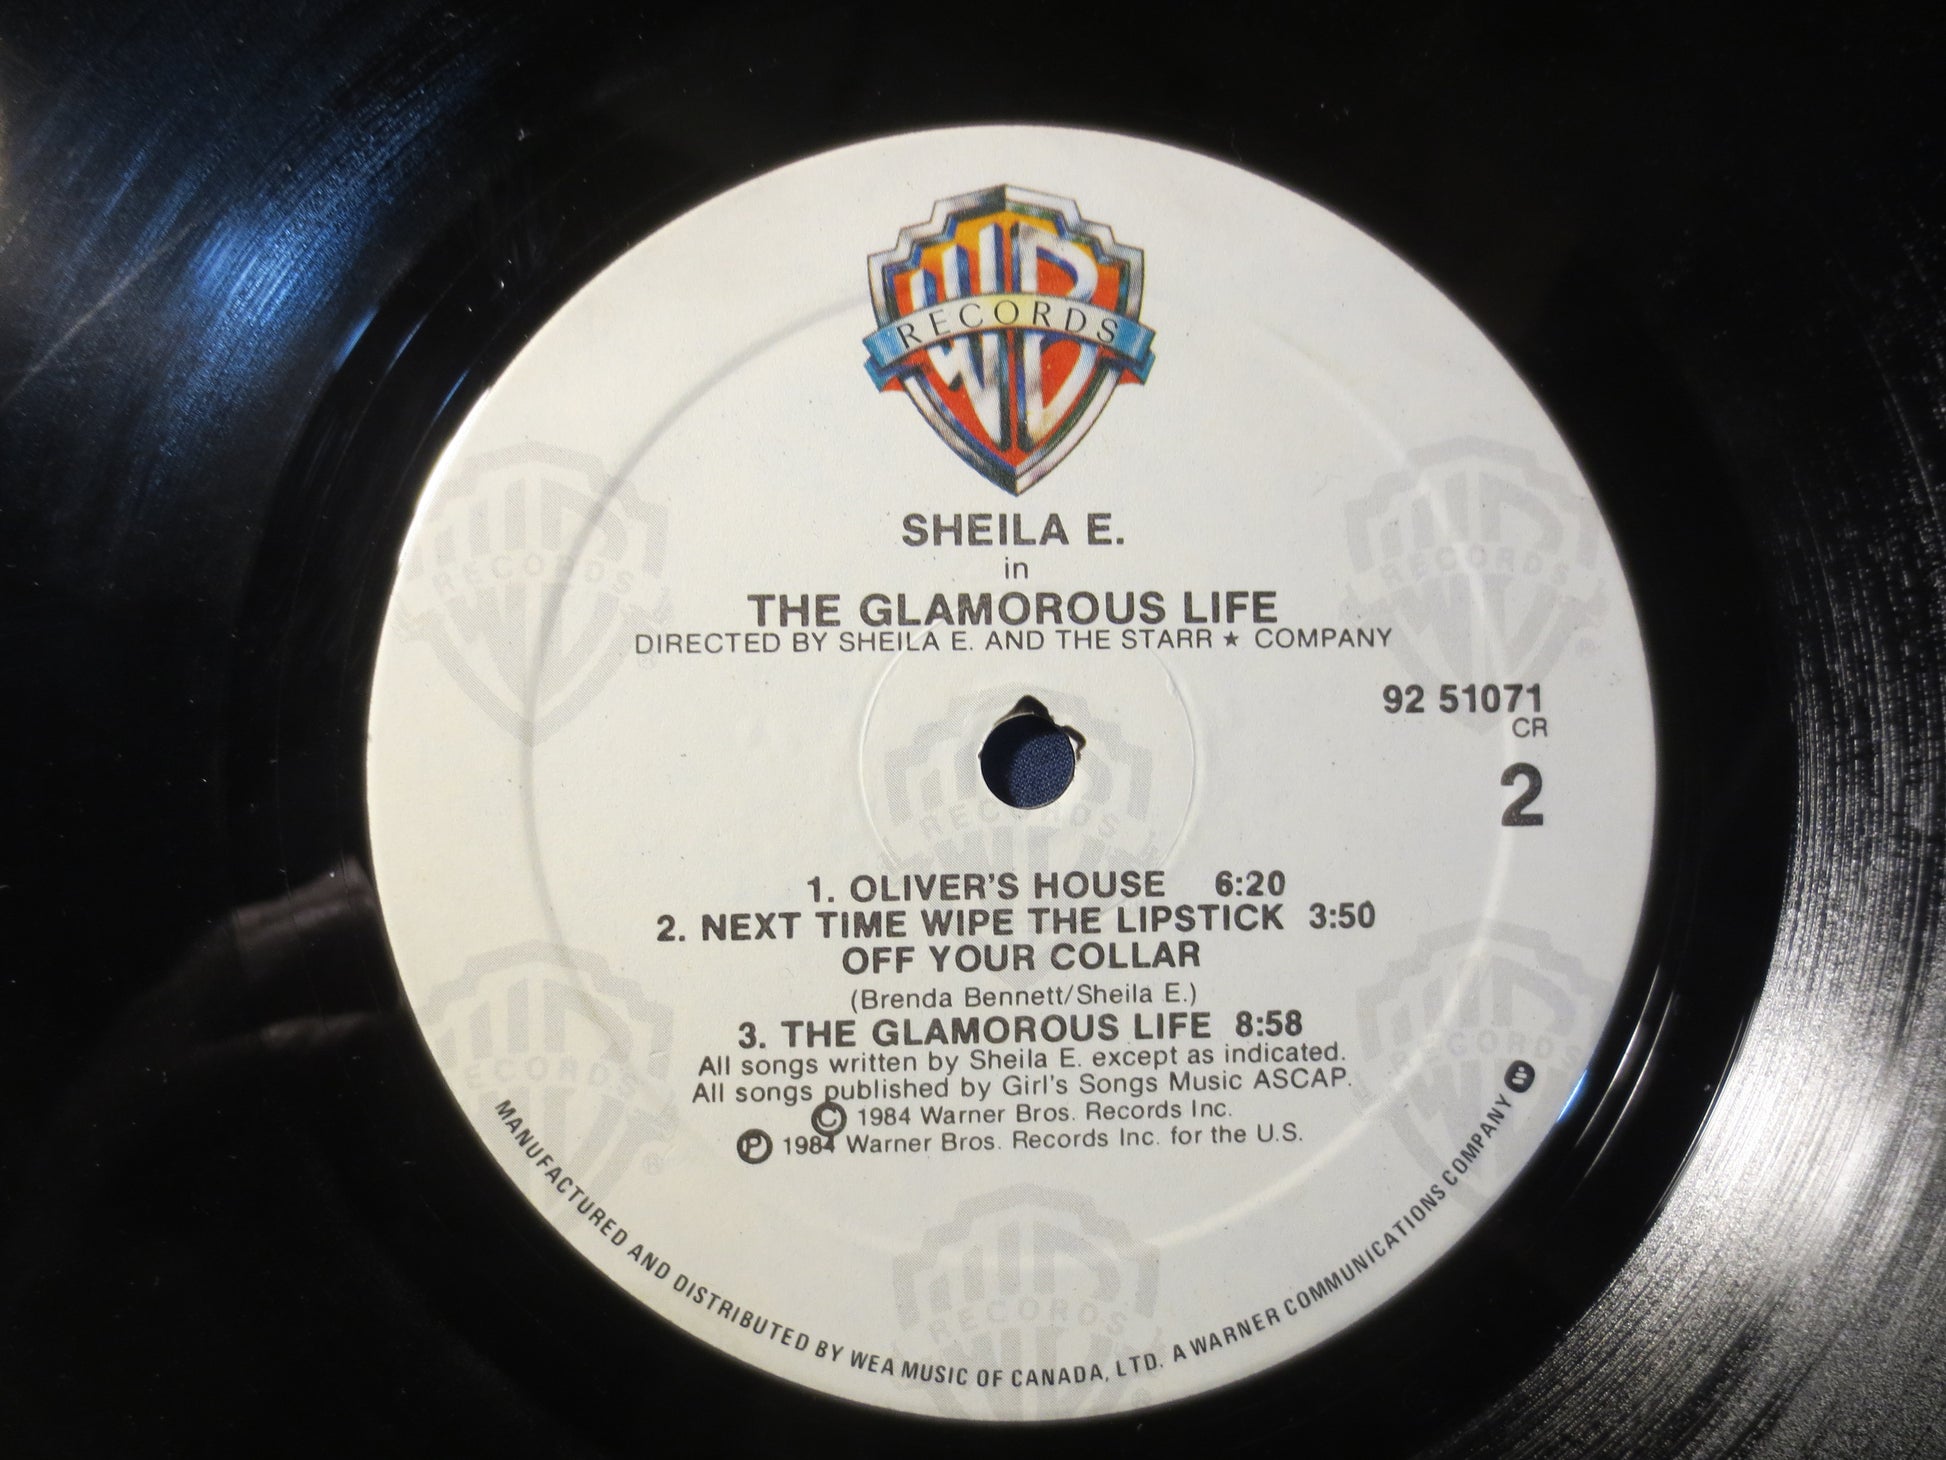 WB
RECORDS
SHEILA E.
in
THE GLAMOROUS LIFE
DIRECTED BY SHEILA E. AND THE STARR ★ COMPANY
92 51071
CR
2
1. OLIVER'S HOUSE 6:20
2. NEXT TIME WIPE THE LIPSTICK 3:50
OFF YOUR COLLAR
(Brenda Bennett/Sheila E.)
3. THE GLAMOROUS LIFE 8:58
All songs written by Sheila E. except as indicated.
All songs published by Girl's Songs Music ASCAP.
© 1984 Warner Bros. Records Inc.
℗ 1984 Warner Bros. Records Inc. for the U.S.
MANUFACTURED AND DISTRIBUTED BY WEA MUSIC OF CANADA, LTD. A WARNER COMMUNICATIONS COMPANY